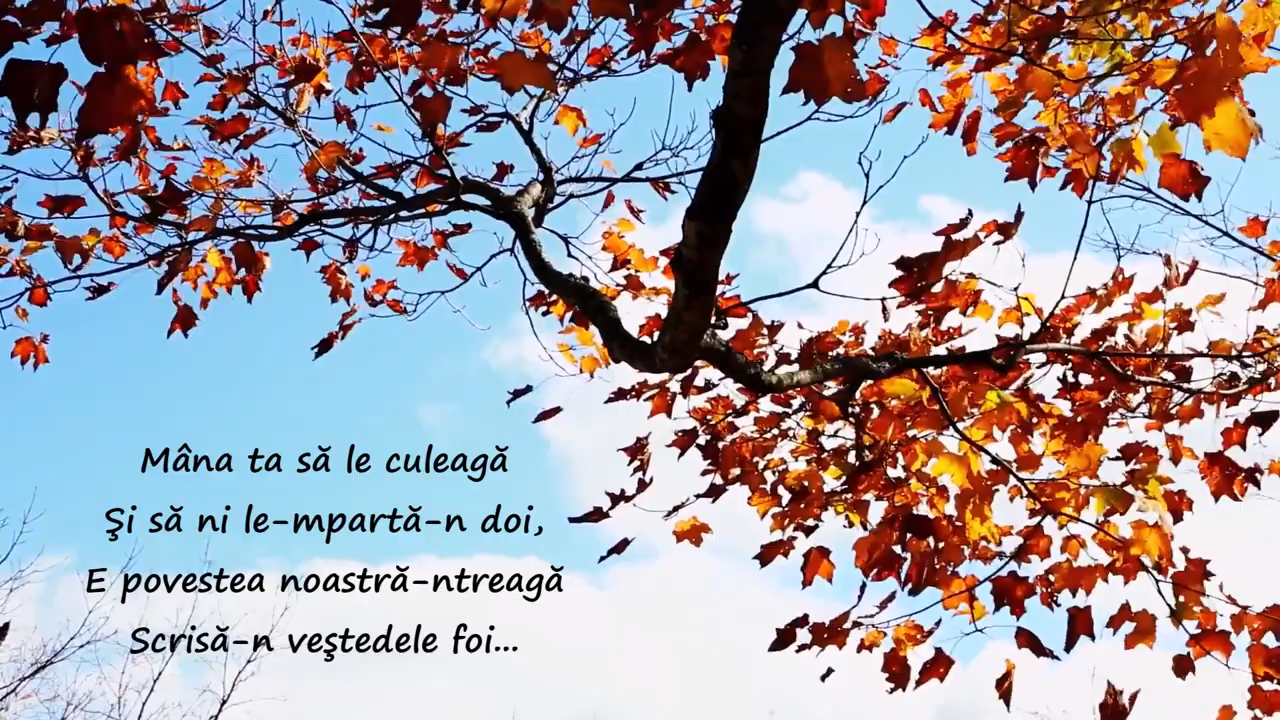 Mâna ta să le culeagă
Şi să ni le-mpartă-n doi,
E povestea noastră-ntreagă
Scrisă-n veştedele foi...